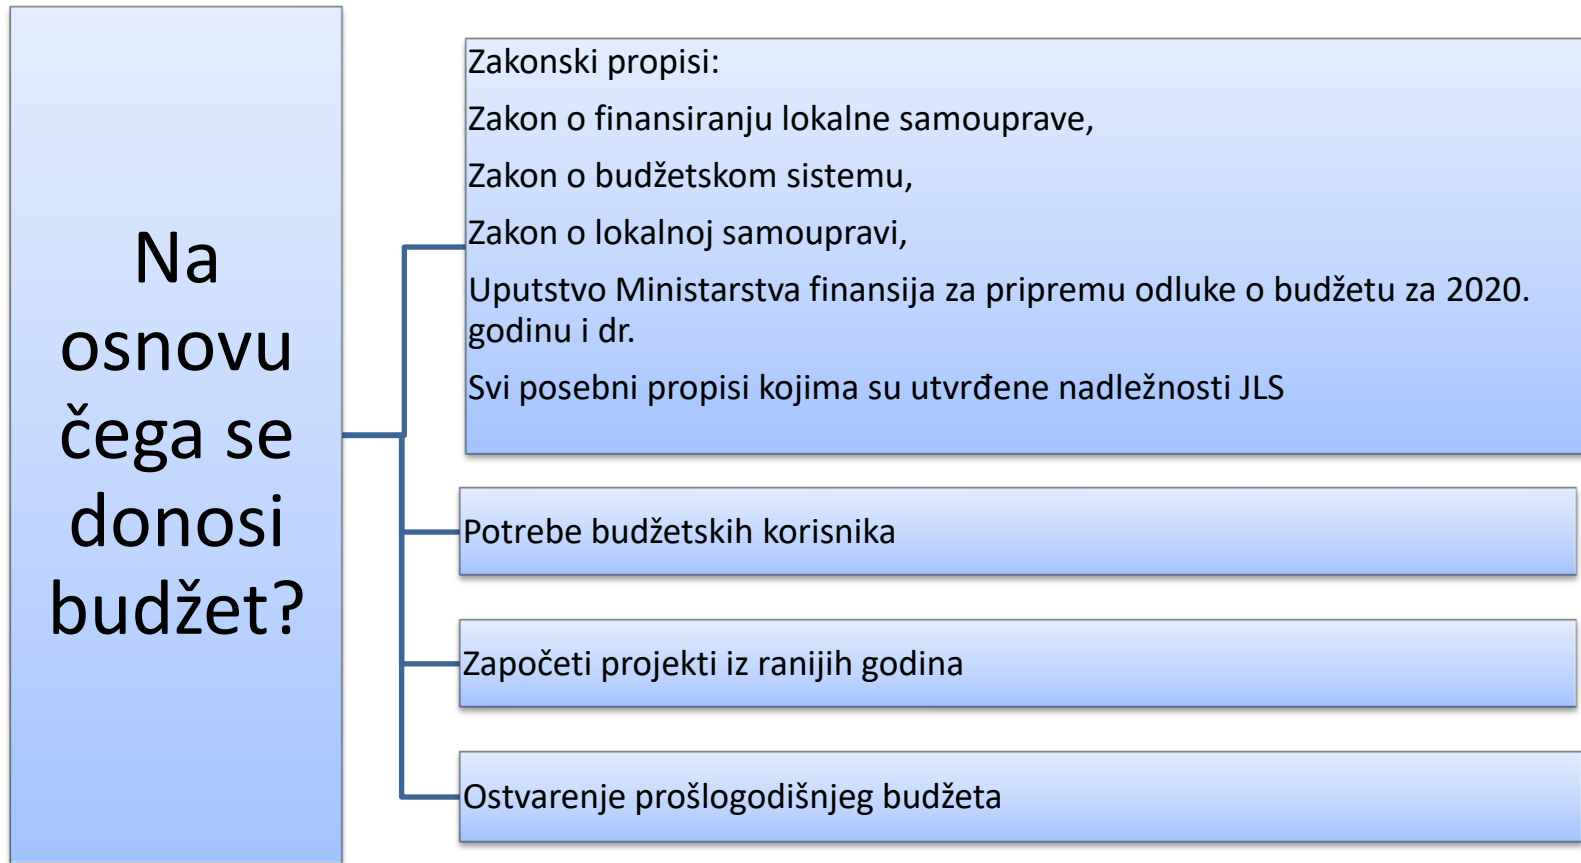 Na
osnovu
čega se
donosi
budžet?
Zakonski propisi:
Zakon o finansiranju lokalne samouprave,
Zakon o budžetskom sistemu,
Zakon o lokalnoj samoupravi,
Uputstvo Ministarstva finansija za pripremu odluke o budžetu za 2020.
godinu i dr.
Svi posebni propisi kojima su utvrđene nadležnosti JLS
Potrebe budžetskih korisnika
Započeti projekti iz ranijih godina
Ostvarenje prošlogodišnjeg budžeta